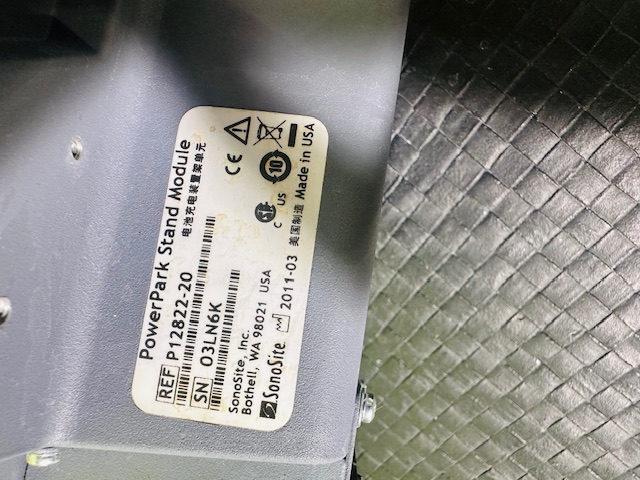 PowerPark Stand Module
电池充电装置架单元
REF P12822-20
SN 03LN6K
SonoSite, Inc.
Bothell, WA 98021 USA
SonoSite 2011-03 美国制造 Made in USA
CE
10
C US